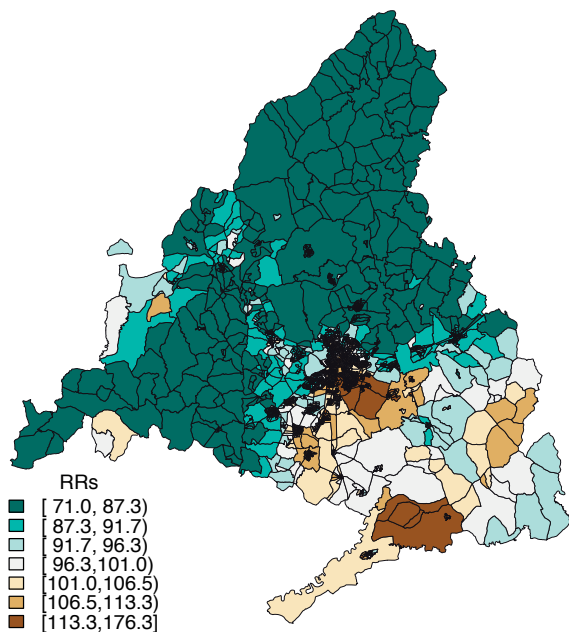 RRs
[ 71.0, 87.3)
[ 87.3, 91.7)
[ 91.7, 96.3)
[ 96.3,101.0)
[101.0,106.5)
[106.5,113.3)
[113.3,176.3]